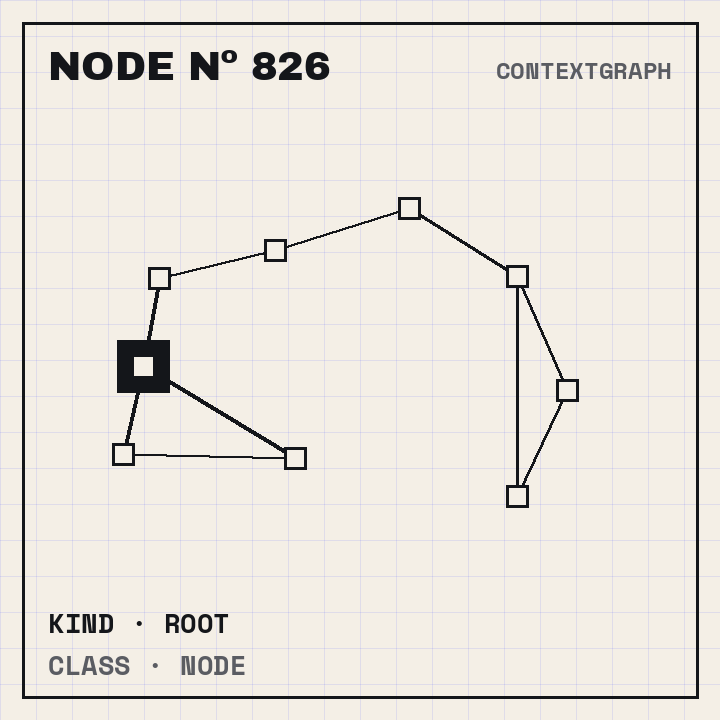 NODE Nº 826
CONTEXTGRAPH
KIND · ROOT
CLASS · NODE